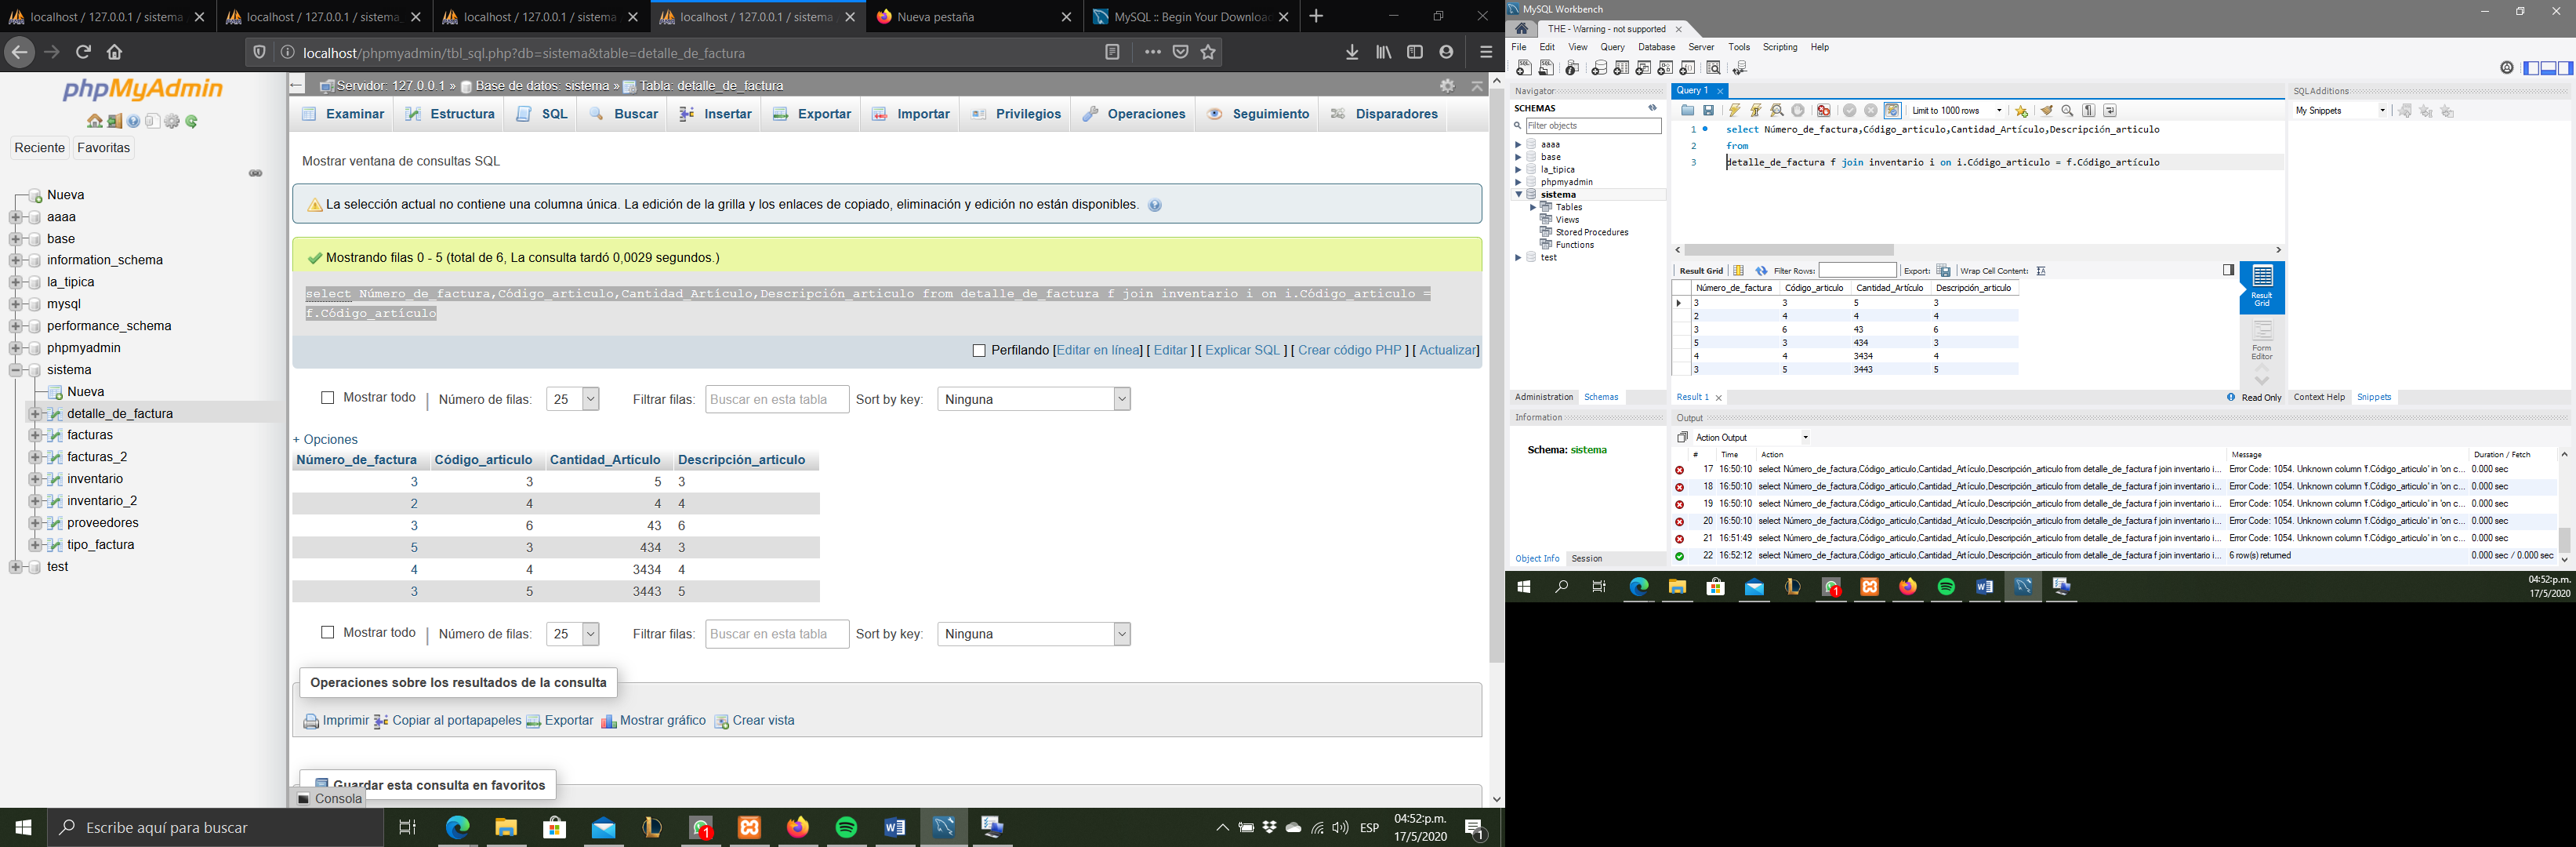 localhost / 127.0.0.1 / sistema
localhost / 127.0.0.1 / sistema_
localhost / 127.0.0.1 / sistema
localhost / 127.0.0.1 / sistema
Nueva pestaña
MySQL :: Begin Your Downloa
localhost/phpmyadmin/tbl_sql.php?db=sistema&table=detalle_de_factura
phpMyAdmin
Reciente
Favoritas
Nueva
aaaa
base
information_schema
la_tipica
mysql
performance_schema
phpmyadmin
sistema
Nueva
detalle_de_factura
facturas
facturas_2
inventario
inventario_2
proveedores
tipo_factura
test
Servidor: 127.0.0.1 » Base de datos: sistema » Tabla: detalle_de_factura
Examinar Estructura SQL Buscar Insertar Exportar Importar Privilegios Operaciones Seguimiento Disparadores
Mostrar ventana de consultas SQL
La selección actual no contiene una columna única. La edición de la grilla y los enlaces de copiado, eliminación y edición no están disponibles.
Mostrando filas 0 - 5 (total de 6, La consulta tardó 0,0029 segundos.)
select Número_de_factura,Código_articulo,Cantidad_Artículo,Descripción_articulo from detalle_de_factura f join inventario i on i.Código_articulo =
f.Código_artículo
Perfilando [Editar en línea] [ Editar ] [ Explicar SQL ] [ Crear código PHP ] [ Actualizar]
Mostrar todo | Número de filas: 25 Filtrar filas: Buscar en esta tabla Sort by key: Ninguna
+ Opciones
Número_de_factura Código_articulo Cantidad_Articulo Descripción_articulo
3 3 5 3
2 4 4 4
3 6 43 6
5 3 434 3
4 4 3434 4
3 5 3443 5
Mostrar todo | Número de filas: 25 Filtrar filas: Buscar en esta tabla Sort by key: Ninguna
Operaciones sobre los resultados de la consulta
Imprimir Copiar al portapapeles Exportar Mostrar gráfico Crear vista
Guardar esta consulta en favoritos
Consola
Escribe aquí para buscar
1
ESP
04:52:p.m.
17/5/2020
1
MySQL Workbench
THE - Warning - not supported
File Edit View Query Database Server Tools Scripting Help
Navigator
SCHEMAS
Filter objects
aaaa
base
la_tipica
phpmyadmin
sistema
Tables
Views
Stored Procedures
Functions
test
Administration Schemas
Information
Schema: sistema
Object Info Session
Query 1
Limit to 1000 rows
1 select Número_de_factura,Código_articulo,Cantidad_Artículo,Descripción_articulo
2 from
3 detalle_de_factura f join inventario i on i.Código_articulo = f.Código_artículo
Result Grid Filter Rows: Export: Wrap Cell Content:
Número_de_factura Código_articulo Cantidad_Artículo Descripción_articulo
3 3 5 3
2 4 4 4
3 6 43 6
5 3 434 3
4 4 3434 4
3 5 3443 5
Result Grid
Form Editor
Result 1
Read Only
SQLAdditions
My Snippets
Context Help Snippets
Output
Action Output
# Time Action Message Duration / Fetch
17 16:50:10 select Número_de_factura,Código_articulo,Cantidad_Artículo,Descripción_articulo from detalle_de_factura f join inventario i... Error Code: 1054. Unknown column 'f.Código_articulo' in 'on c... 0.000 sec
18 16:50:10 select Número_de_factura,Código_articulo,Cantidad_Artículo,Descripción_articulo from detalle_de_factura f join inventario i... Error Code: 1054. Unknown column 'f.Código_articulo' in 'on c... 0.000 sec
19 16:50:10 select Número_de_factura,Código_articulo,Cantidad_Artículo,Descripción_articulo from detalle_de_factura f join inventario i... Error Code: 1054. Unknown column 'f.Código_articulo' in 'on c... 0.000 sec
20 16:50:10 select Número_de_factura,Código_articulo,Cantidad_Artículo,Descripción_articulo from detalle_de_factura f join inventario i... Error Code: 1054. Unknown column 'f.Código_articulo' in 'on c... 0.000 sec
21 16:51:49 select Número_de_factura,Código_articulo,Cantidad_Artículo,Descripción_articulo from detalle_de_factura f join inventario i... Error Code: 1054. Unknown column 'f.Código_articulo' in 'on c... 0.000 sec
22 16:52:12 select Número_de_factura,Código_articulo,Cantidad_Artículo,Descripción_articulo from detalle_de_factura f join inventario i... 6 row(s) returned 0.000 sec / 0.000 sec
1
04:52:p.m.
17/5/2020